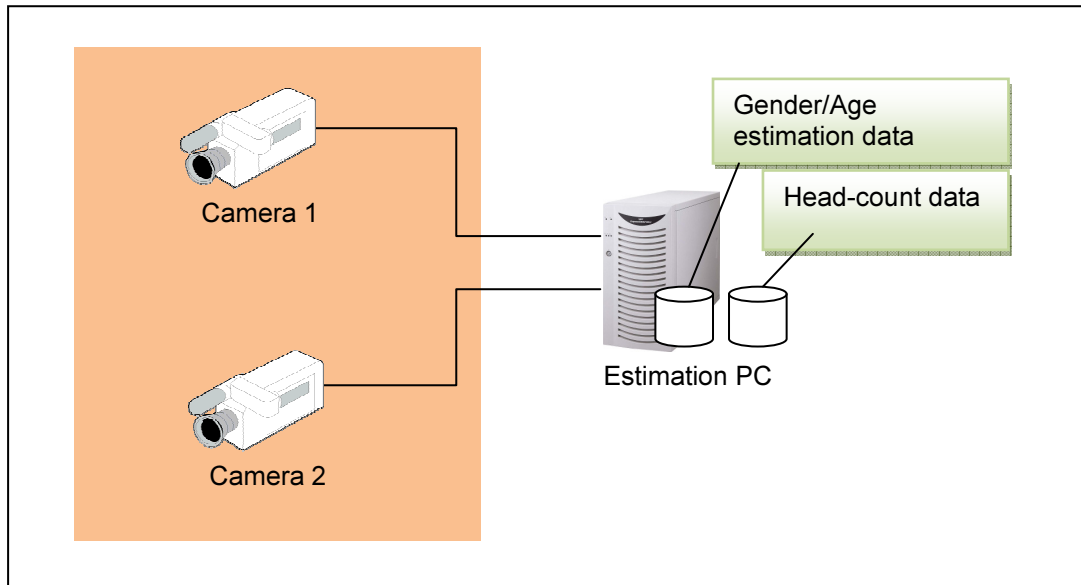 Gender/Age
estimation data
Head-count data
Camera 1
Estimation PC
Camera 2